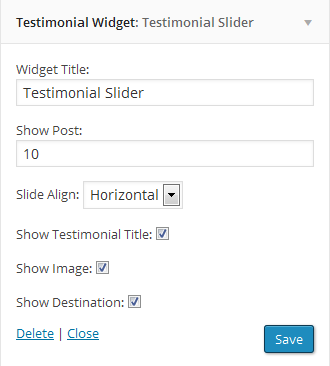 Testimonial Widget: Testimonial Slider
Widget Title:
Testimonial Slider
Show Post:
10
Slide Align: Horizontal
Show Testimonial Title:
Show Image:
Show Destination:
Delete | Close
Save